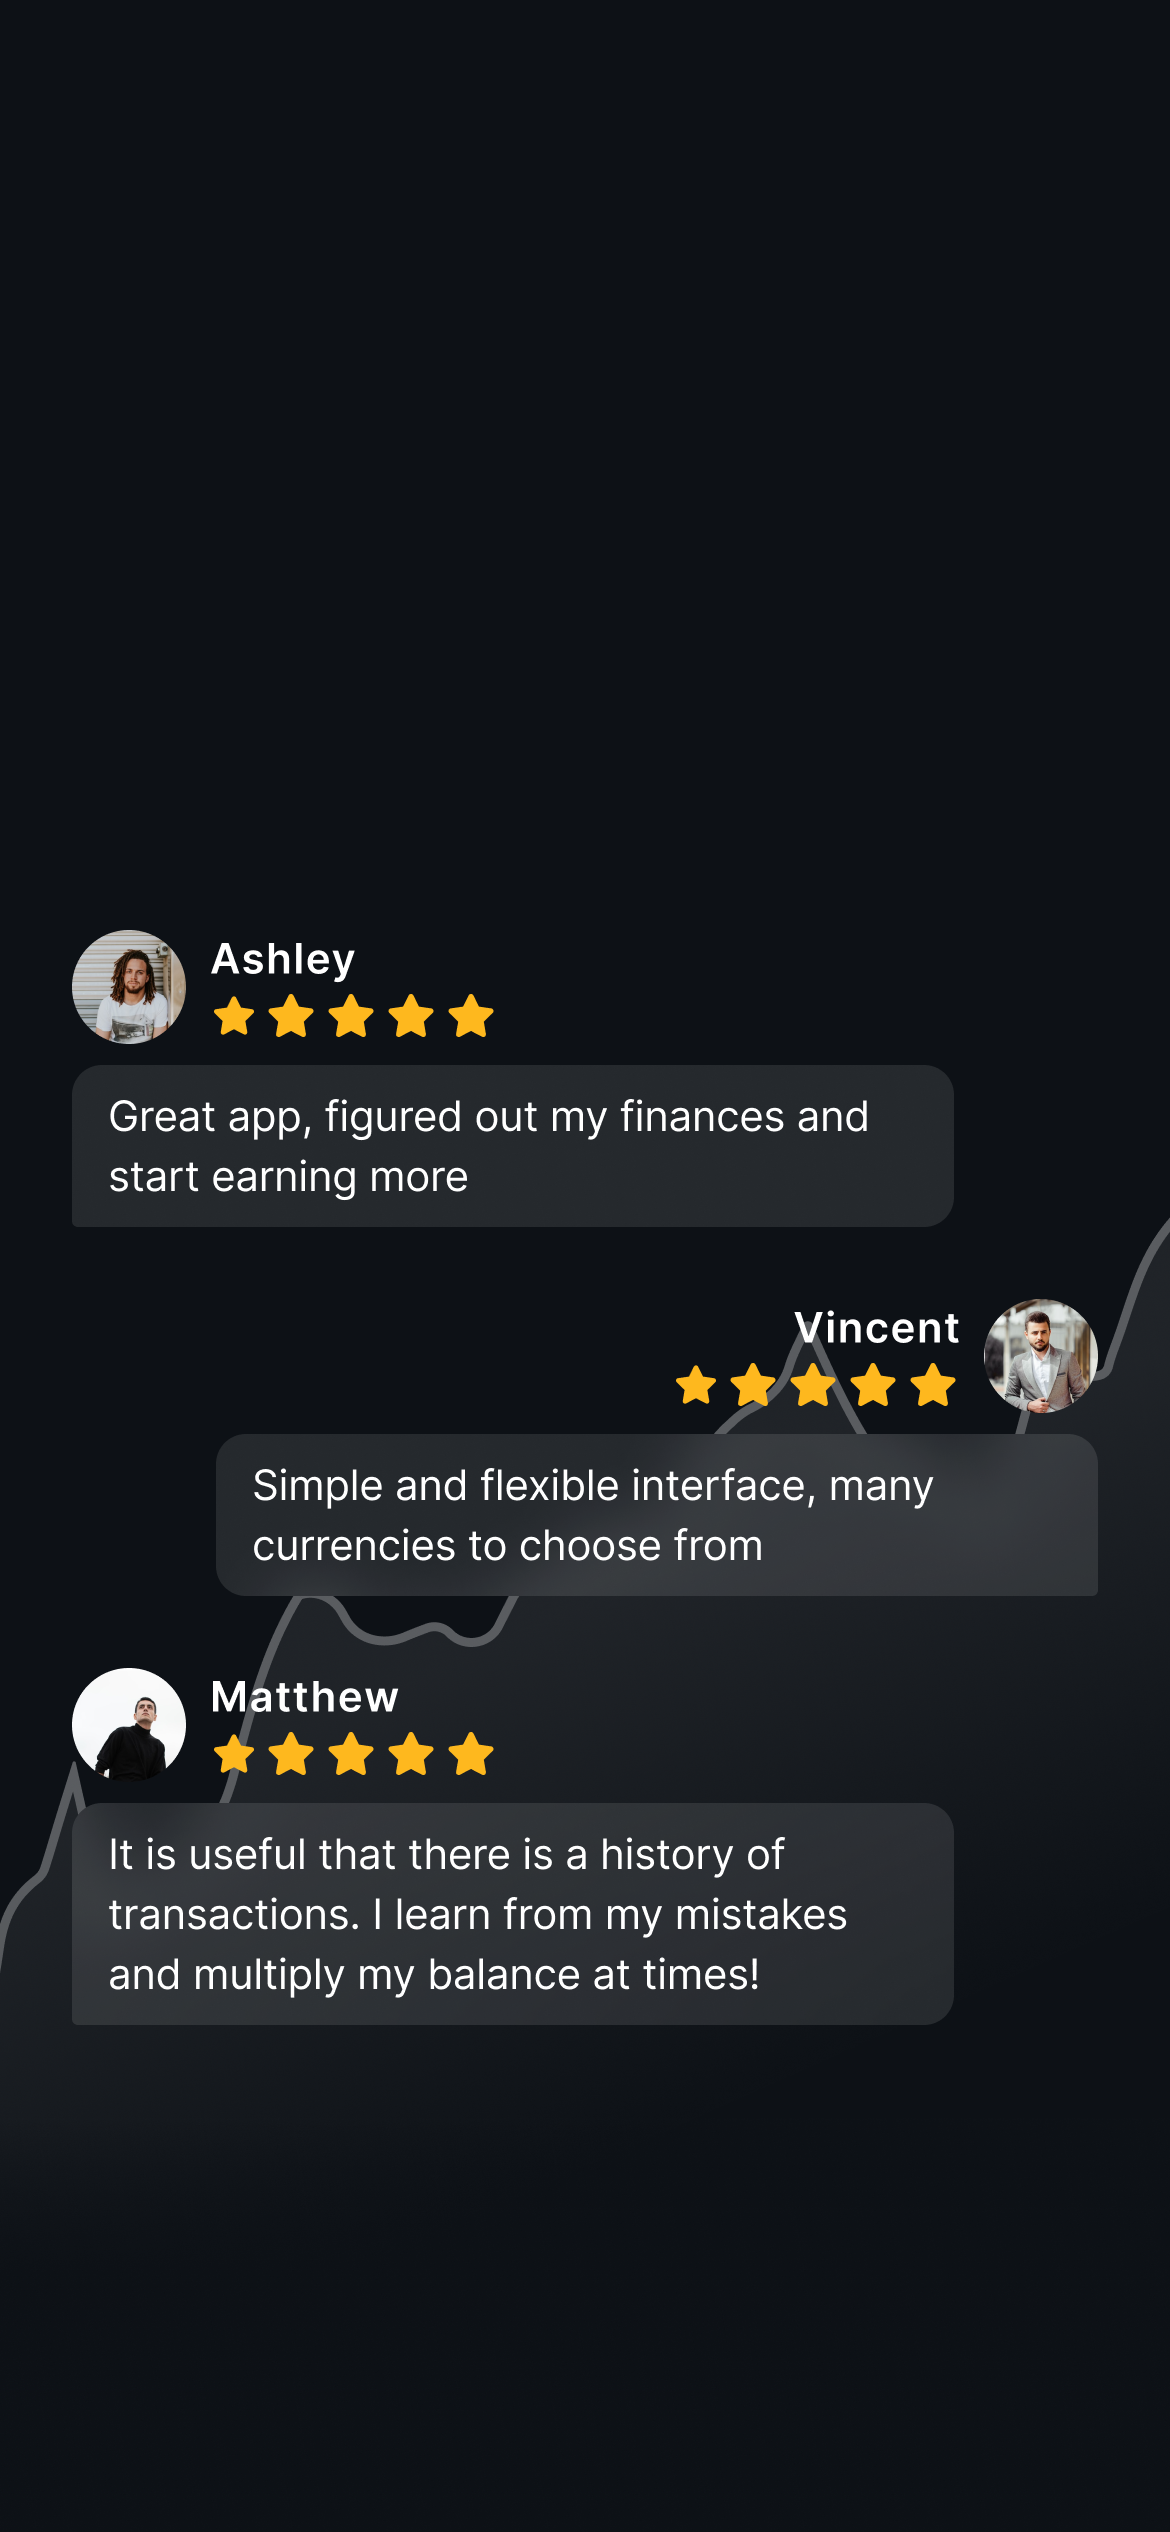 Ashley
Great app, figured out my finances and
start earning more
Vincent
Simple and flexible interface, many
currencies to choose from
Matthew
It is useful that there is a history of
transactions. I learn from my mistakes
and multiply my balance at times!